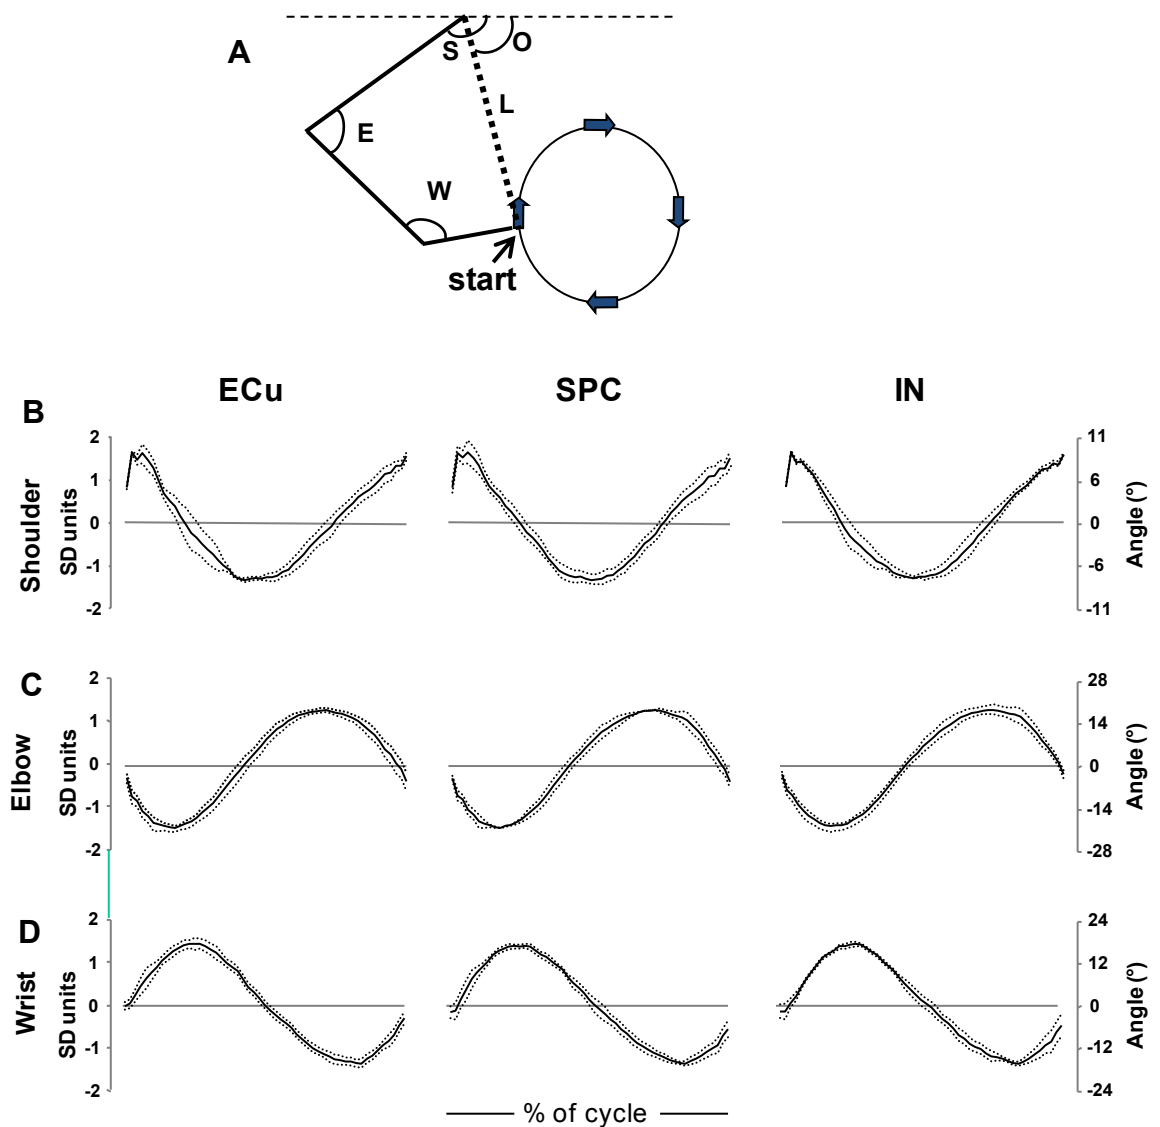 A
S
O
L
E
W
start
ECu SPC IN
B
Shoulder
SD units
2
1
0
-1
-2
11
6
0
-6
-11
Angle (°)
C
Elbow
SD units
2
1
0
-1
-2
28
14
0
-14
-28
Angle (°)
D
Wrist
SD units
2
1
0
-1
-2
24
12
0
-12
-24
Angle (°)
% of cycle